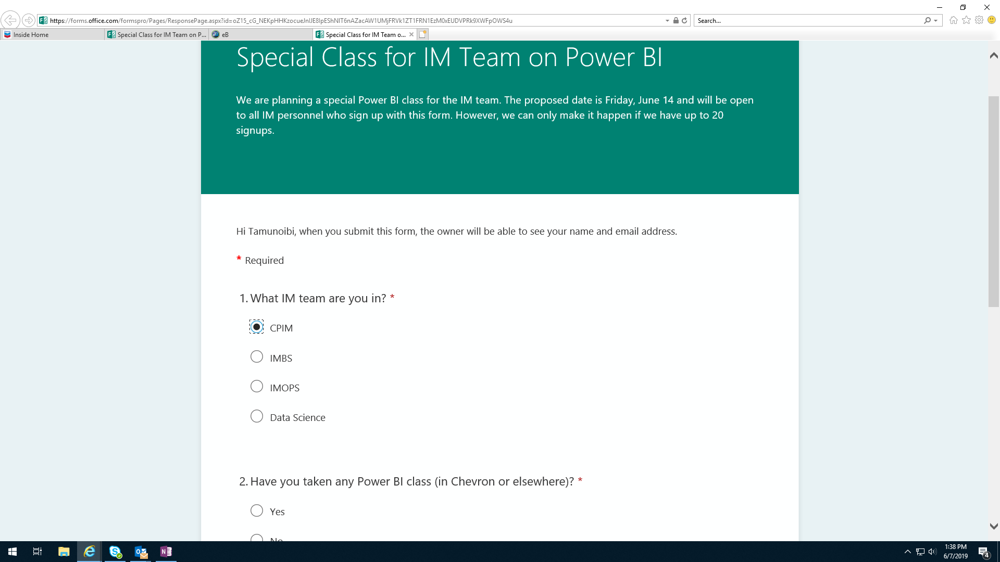 https://forms.office.com/formspro/Pages/ResponsePage.aspx?id=oZ15_cG_NEKpHHKzocueJnlJE8lpEShNlT6nAZacAW1UMjFRVk1ZT1FRN1EzM0xEUDVPRk9XWFpOWS4u
Search...
Inside Home
Special Class for IM Team on P...
eB
Special Class for IM Team o...
Special Class for IM Team on Power BI
We are planning a special Power BI class for the IM team. The proposed date is Friday, June 14 and will be open
to all IM personnel who sign up with this form. However, we can only make it happen if we have up to 20
signups.
Hi Tamunoibi, when you submit this form, the owner will be able to see your name and email address.
* Required
1. What IM team are you in? *
CPIM
IMBS
IMOPS
Data Science
2. Have you taken any Power BI class (in Chevron or elsewhere)? *
Yes
No
1:38 PM
6/7/2019
4